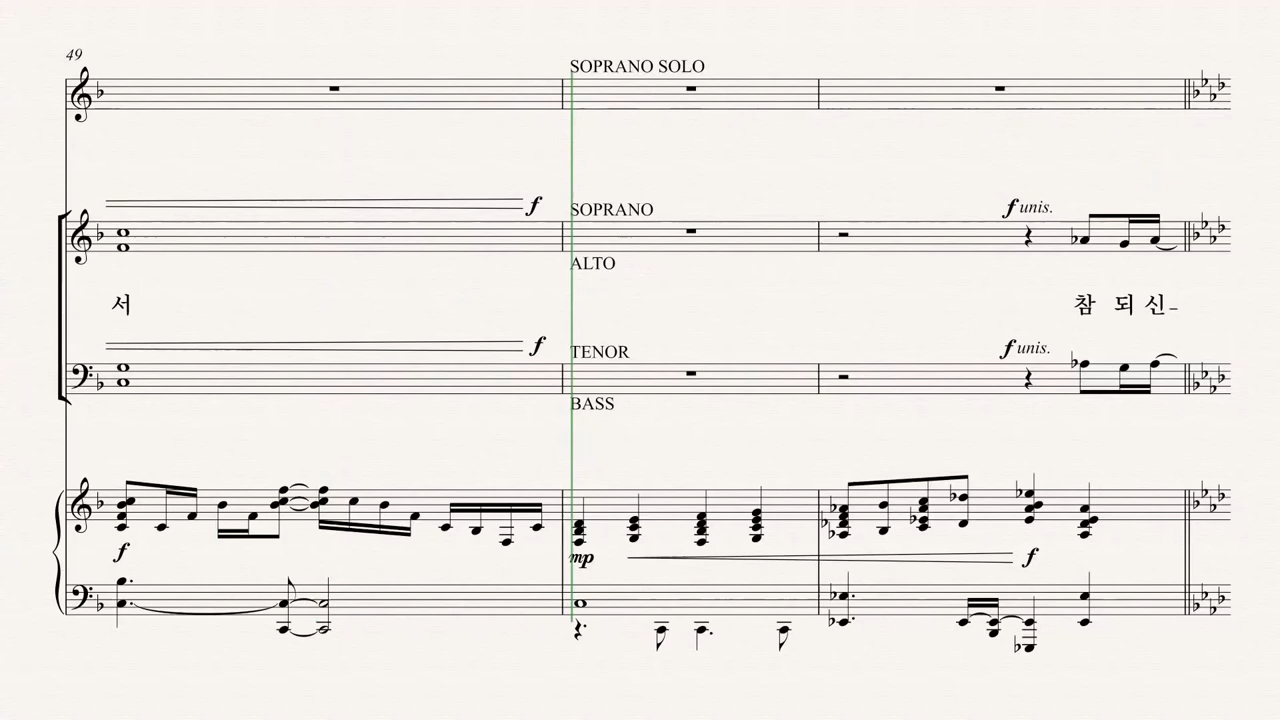 49
SOPRANO SOLO
f
SOPRANO
f unis.
ALTO
서
참 되 신
f
TENOR
f unis.
BASS
f
mp
f